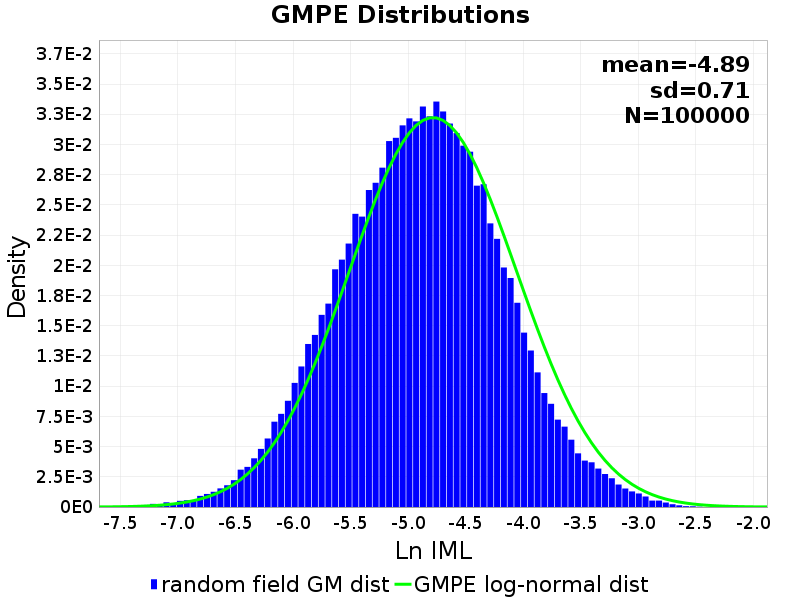 GMPE Distributions
mean=-4.89
sd=0.71
N=100000
Density
3.7E-2
3.5E-2
3.3E-2
3E-2
2.8E-2
2.5E-2
2.2E-2
2E-2
1.8E-2
1.5E-2
1.3E-2
1E-2
7.5E-3
5E-3
2.5E-3
0E0
-7.5 -7.0 -6.5 -6.0 -5.5 -5.0 -4.5 -4.0 -3.5 -3.0 -2.5 -2.0
Ln IML
random field GM dist GMPE log-normal dist